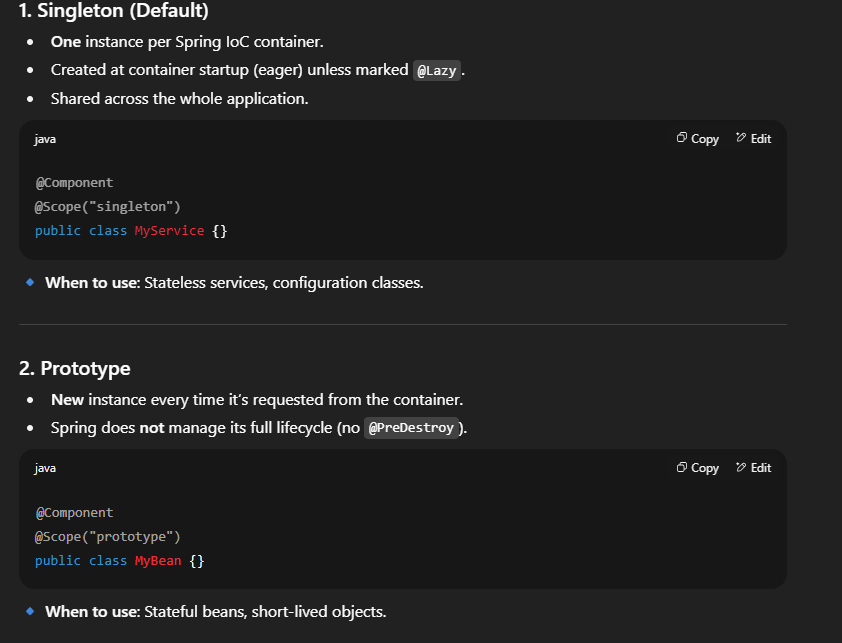 1. Singleton (Default)
• One instance per Spring IoC container.
• Created at container startup (eager) unless marked @Lazy.
• Shared across the whole application.
java
Copy Edit
@Component
@Scope("singleton")
public class MyService {}
When to use: Stateless services, configuration classes.
2. Prototype
• New instance every time it’s requested from the container.
• Spring does not manage its full lifecycle (no @PreDestroy).
java
Copy Edit
@Component
@Scope("prototype")
public class MyBean {}
When to use: Stateful beans, short-lived objects.